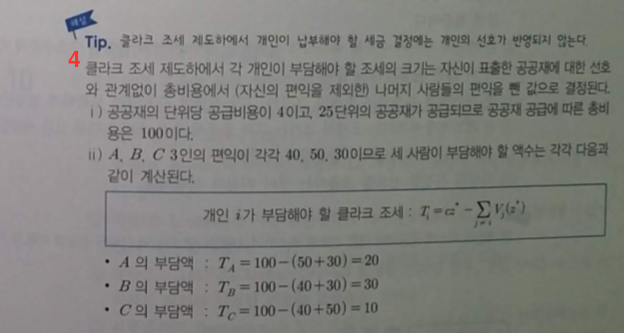 해설
Tip. 클라크 조세 제도하에서 개인이 납부해야 할 세금 결정에는 개인의 선호가 반영되지 않는다.
4
클라크 조세 제도하에서 각 개인이 부담해야 할 조세의 크기는 자신이 표출한 공공재에 대한 선호
와 관계없이 총비용에서 (자신의 편익을 제외한) 나머지 사람들의 편익을 뺀 값으로 결정된다.
ⅰ) 공공재의 단위당 공급비용이 4이고, 25단위의 공공재가 공급되므로 공공재 공급에 따른 총비
용은 100이다.
ⅱ) A, B, C 3인의 편익이 각각 40, 50, 30이므로 세 사람이 부담해야 할 액수는 각각 다음과
같이 계산된다.
개인 i가 부담해야 할 클라크 조세 : Tᵢ = cz* − ∑_{j≠i} Vⱼ(z*)
• A의 부담액 : T_A = 100 − (50+30) = 20
• B의 부담액 : T_B = 100 − (40+30) = 30
• C의 부담액 : T_C = 100 − (40+50) = 10